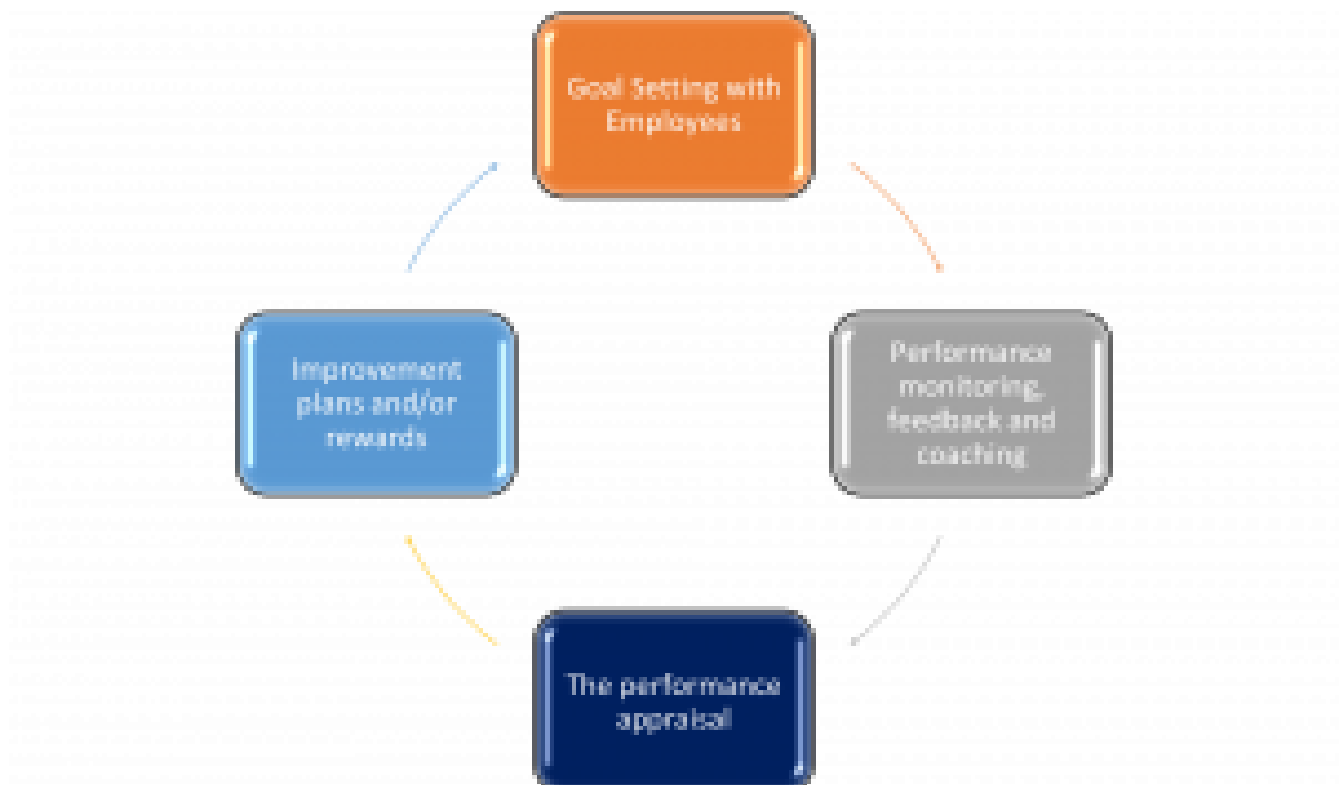 Goal Setting with
Employees
Performance
monitoring,
feedback and
coaching
The performance
appraisal
Improvement
plans and/or
rewards